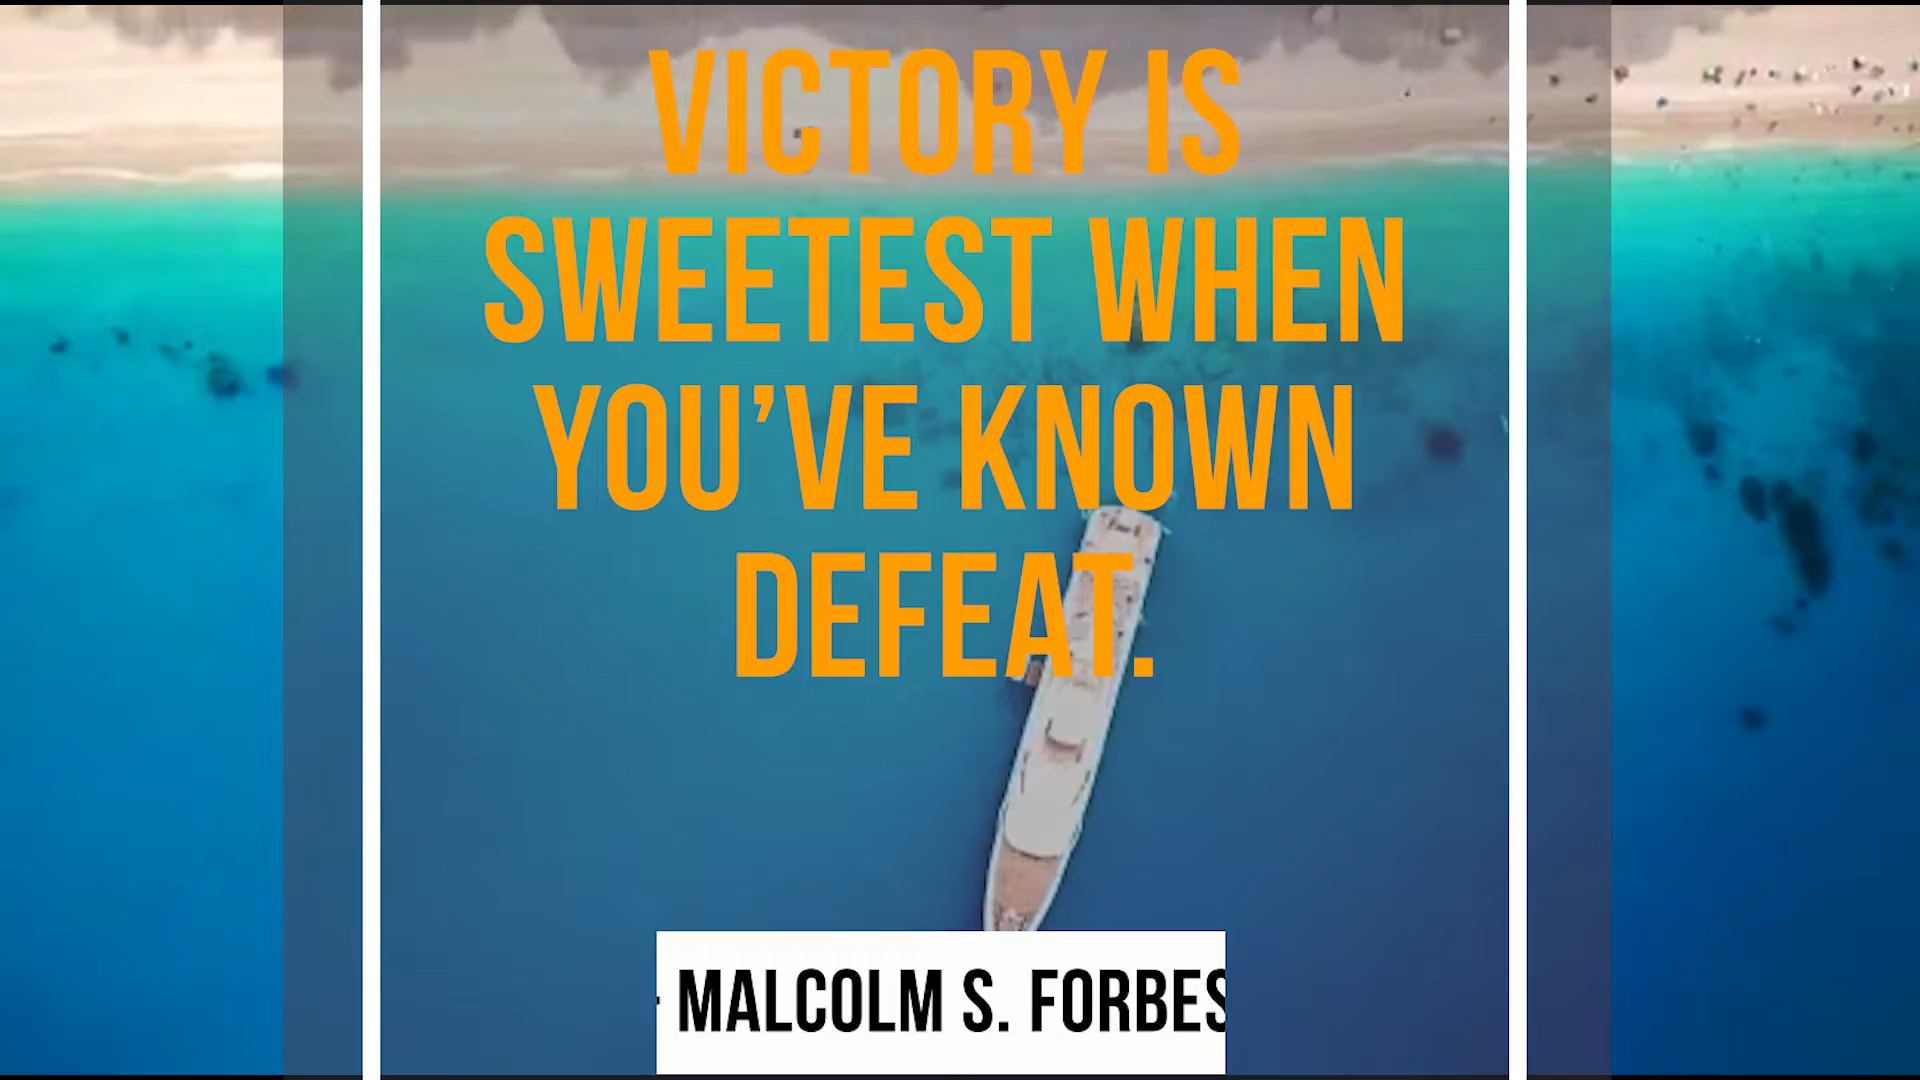 VICTORY IS
SWEETEST WHEN
YOU’VE KNOWN
DEFEAT.
- MALCOLM S. FORBES